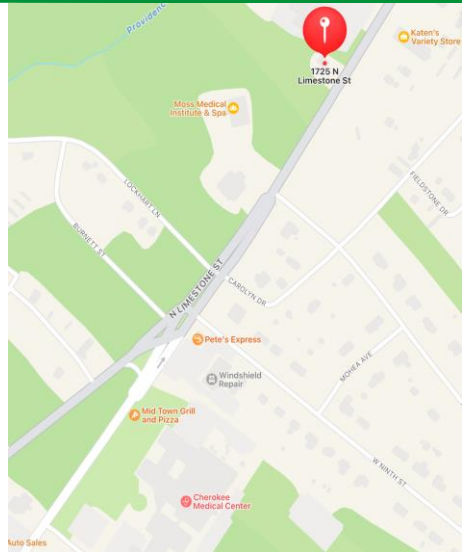 Provident
Katen's
Variety Store
1725 N
Limestone St
Moss Medical
Institute & Spa
LOCKHART LN
FIELDSTONE DR
BURNETT ST
N LIMESTONE ST
CAROLYN DR
Pete's Express
MOHEA AVE
Windshield
Repair
Mid Town Grill
and Pizza
W NINTH ST
Cherokee
Medical Center
Auto Sales